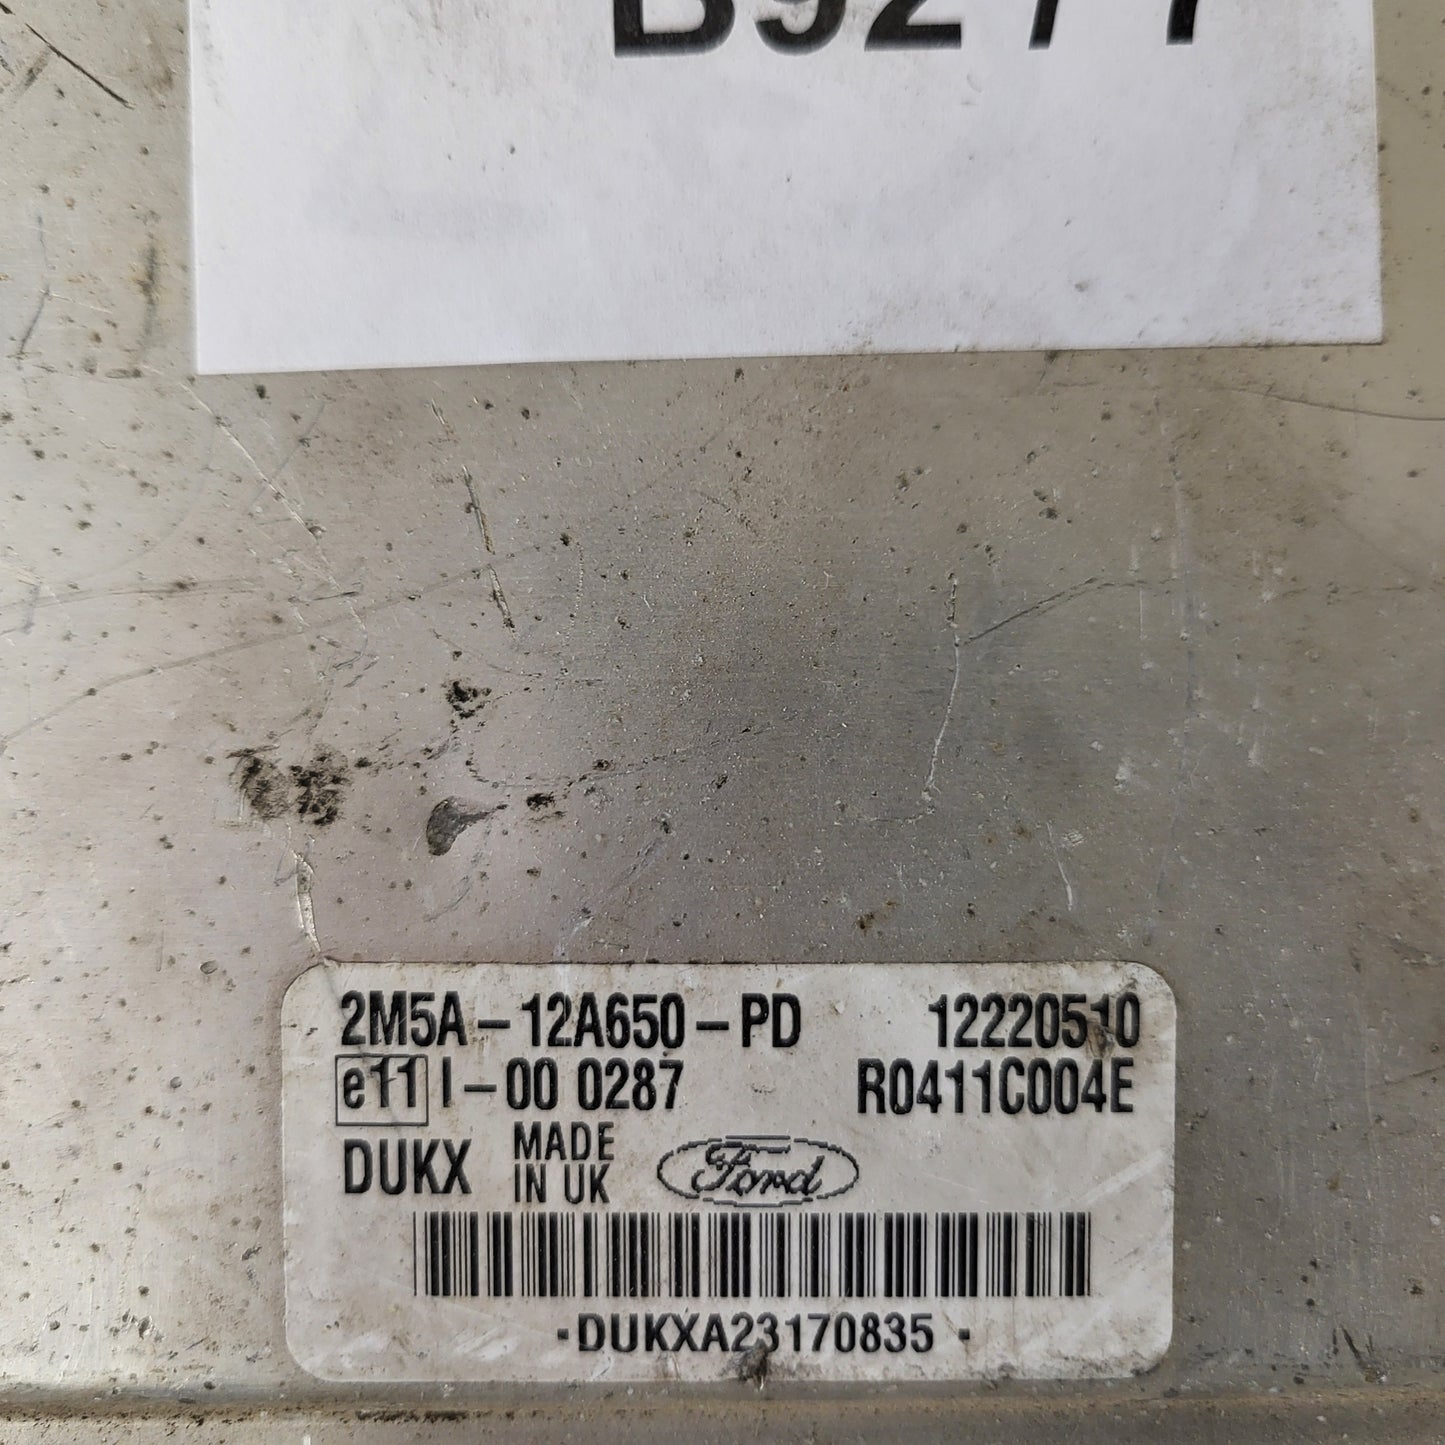 2M5A-12A650-PD 12220510
e11 I-00 0287 R0411C004E
DUKX MADE IN UK Ford
-DUKXA23170835 -